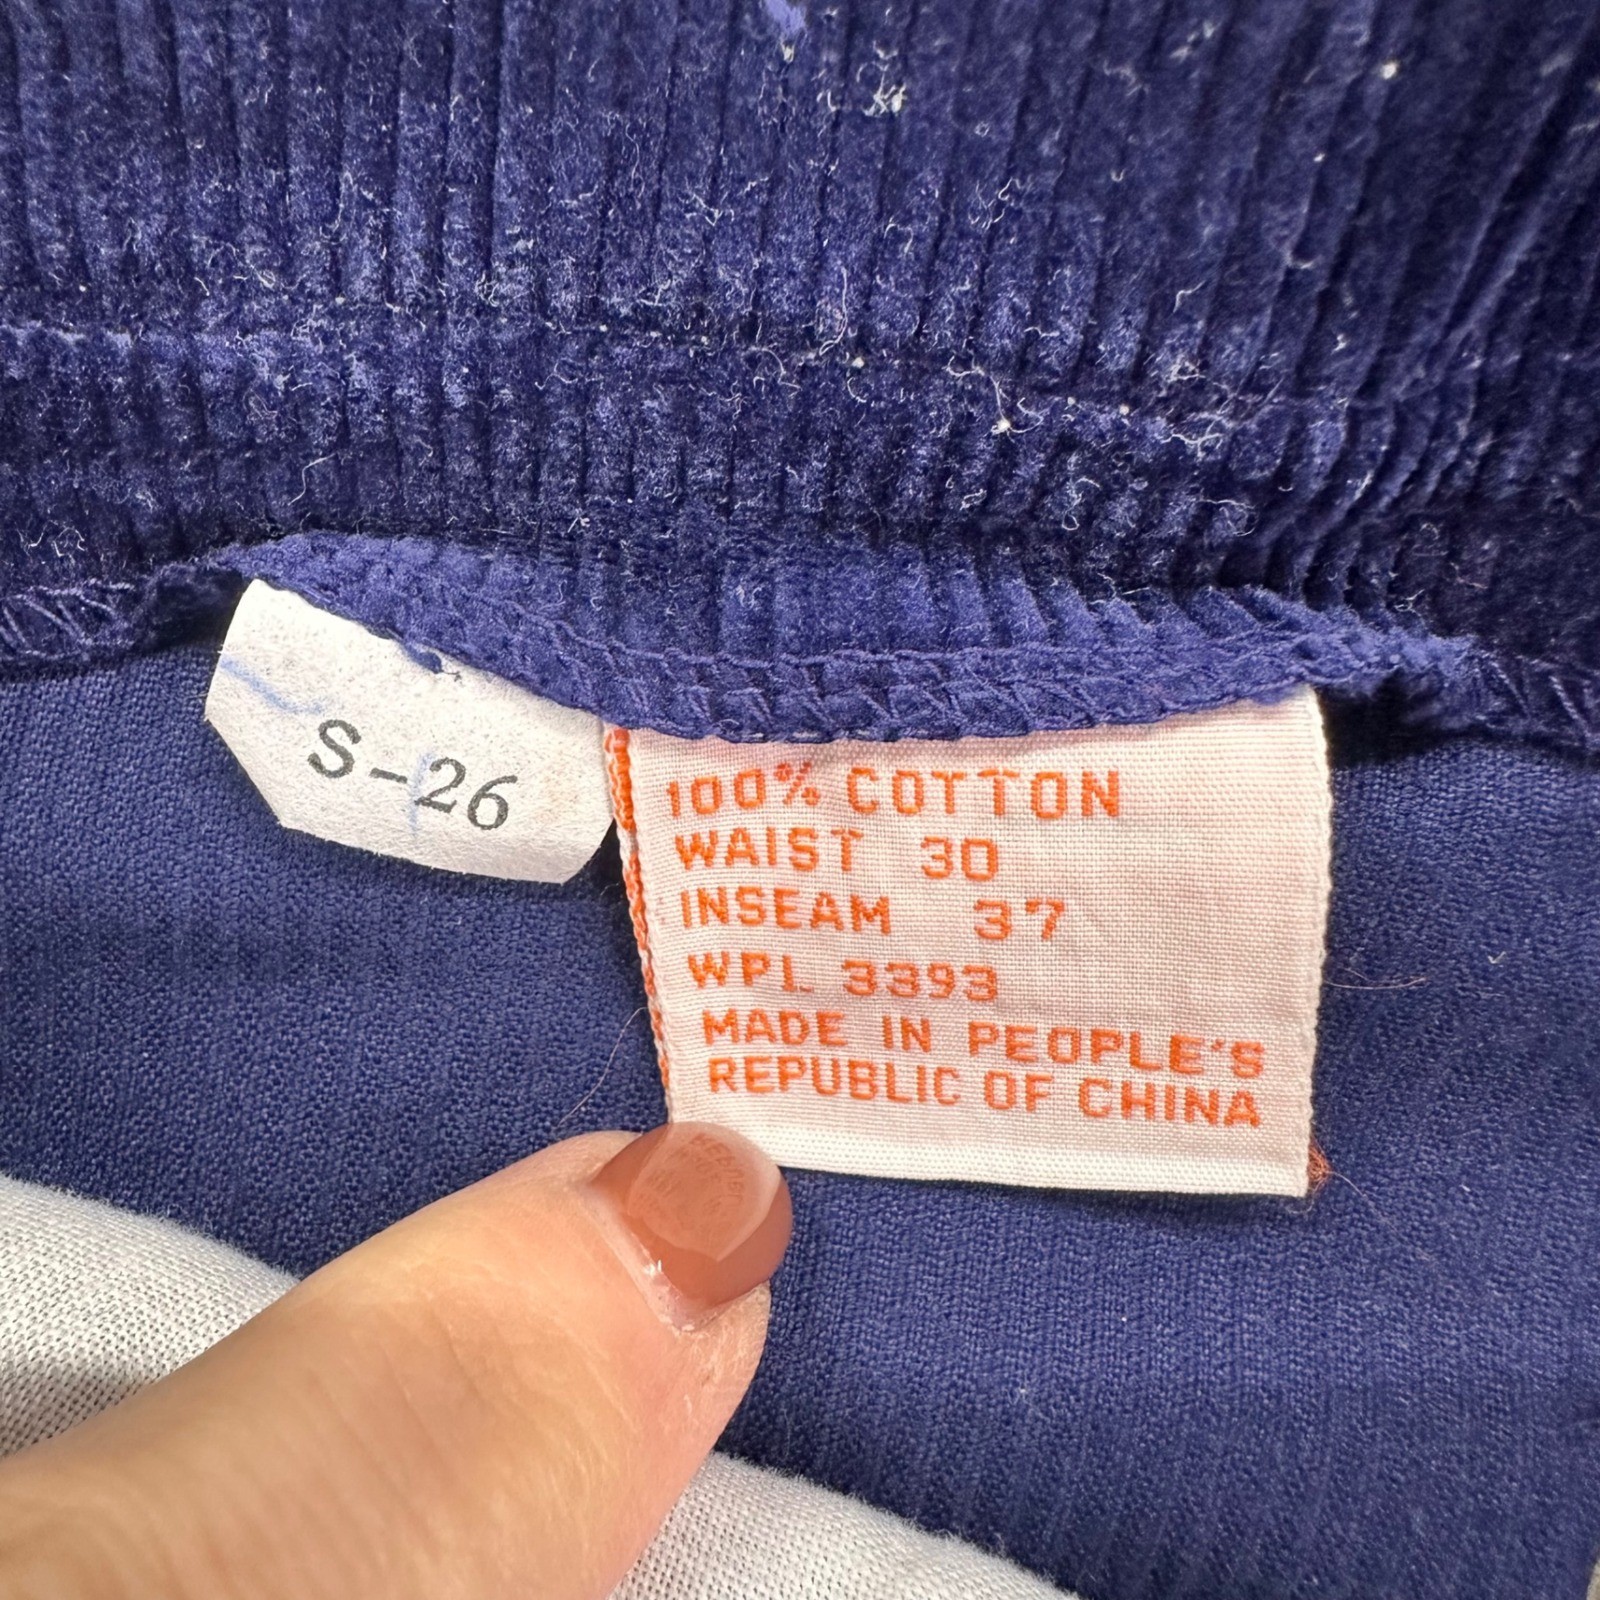 S-26
100% COTTON
WAIST 30
INSEAM 37
WPL 3393
MADE IN PEOPLE'S
REPUBLIC OF CHINA